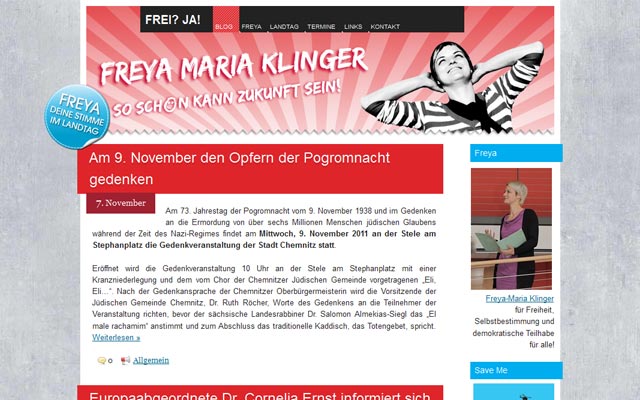 FREI? JA!
BLOG FREYA LANDTAG TERMINE LINKS KONTAKT
FREYA MARIA KLINGER
SO SCHÖN KANN ZUKUNFT SEIN!
FREYA
DEINE STIMME
IM LANDTAG
Am 9. November den Opfern der Pogromnacht
gedenken
7. November
Am 73. Jahrestag der Pogromnacht vom 9. November 1938 und im Gedenken
an die Ermordung von über sechs Millionen Menschen jüdischen Glaubens
während der Zeit des Nazi-Regimes findet am Mittwoch, 9. November 2011 an der Stele am
Stephanplatz die Gedenkveranstaltung der Stadt Chemnitz statt.
Eröffnet wird die Gedenkveranstaltung 10 Uhr an der Stele am Stephanplatz mit einer
Kranzniederlegung und dem vom Chor der Chemnitzer Jüdischen Gemeinde vorgetragenen „Eli,
Eli…“. Nach der Gedenkansprache der Chemnitzer Oberbürgermeisterin wird die Vorsitzende der
Jüdischen Gemeinde Chemnitz, Dr. Ruth Röcher, Worte des Gedenkens an die Teilnehmer der
Veranstaltung richten, bevor der sächsische Landesrabbiner Dr. Salomon Almekias-Siegl das „El
male rachamim“ anstimmt und zum Abschluss das traditionelle Kaddisch, das Totengebet, spricht.
Weiterlesen »
0 Allgemein
Europaabgeordnete Dr. Cornelia Ernst informiert sich
Freya
Freya-Maria Klinger
für Freiheit,
Selbstbestimmung und
demokratische Teilhabe
für alle!
Save Me